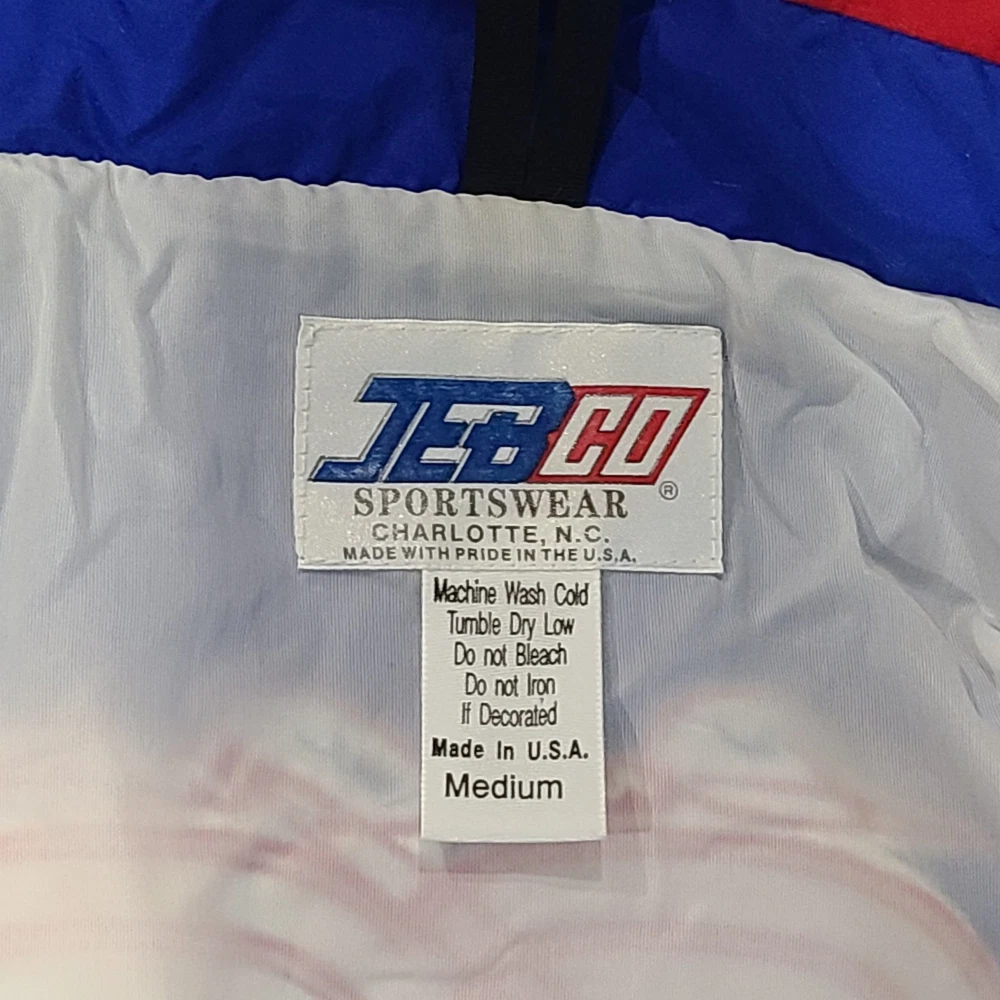 JEBCO
®
SPORTSWEAR
CHARLOTTE, N.C.
MADE WITH PRIDE IN THE U.S.A.
Machine Wash Cold
Tumble Dry Low
Do not Bleach
Do not Iron
If Decorated
Made In U.S.A.
Medium